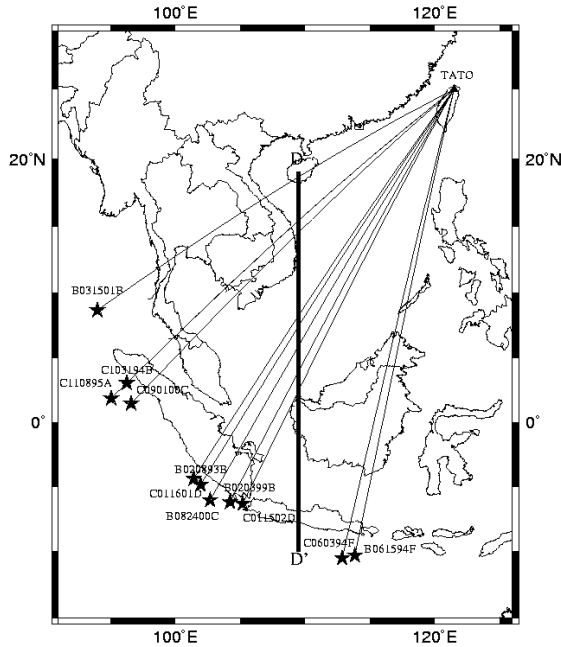 100°E 120°E
TATO
20°N D 20°N
B031501B
C103194B
C110895A C090100C
0° 0°
B020893B
C011601D B020399B
B082400C C011502D
C060394F B061594F
D'
100°E 120°E